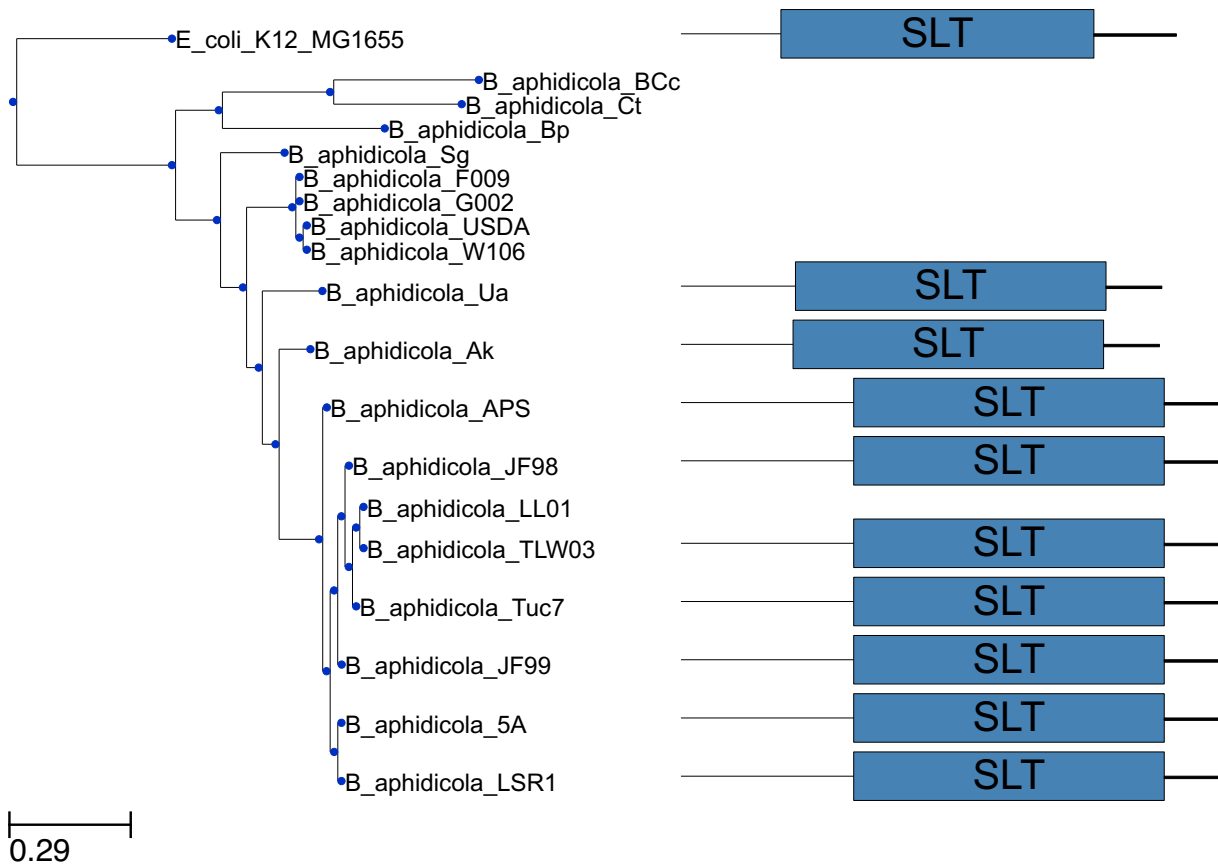 E_coli_K12_MG1655 SLT
B_aphidicola_BCc
B_aphidicola_Ct
B_aphidicola_Bp
B_aphidicola_Sg
B_aphidicola_F009
B_aphidicola_G002
B_aphidicola_USDA
B_aphidicola_W106
B_aphidicola_Ua SLT
B_aphidicola_Ak SLT
B_aphidicola_APS SLT
B_aphidicola_JF98 SLT
B_aphidicola_LL01
B_aphidicola_TLW03 SLT
B_aphidicola_Tuc7 SLT
B_aphidicola_JF99 SLT
B_aphidicola_5A SLT
B_aphidicola_LSR1 SLT
0.29